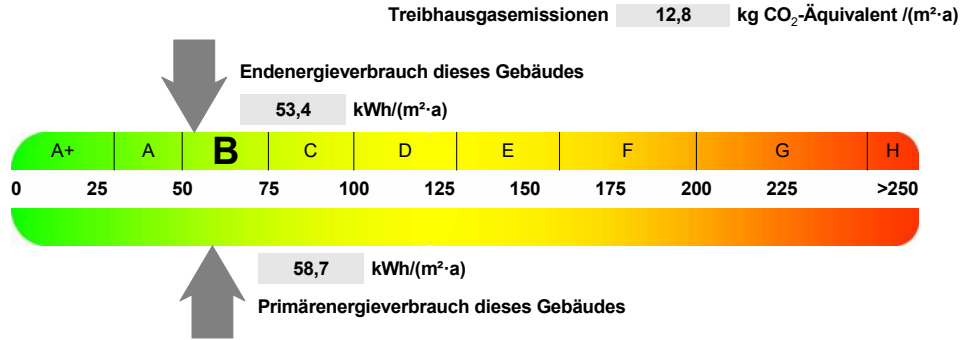 Treibhausgasemissionen 12,8 kg CO₂-Äquivalent /(m²·a)
Endenergieverbrauch dieses Gebäudes
53,4 kWh/(m²·a)
A+ A B C D E F G H
0 25 50 75 100 125 150 175 200 225 >250
58,7 kWh/(m²·a)
Primärenergieverbrauch dieses Gebäudes